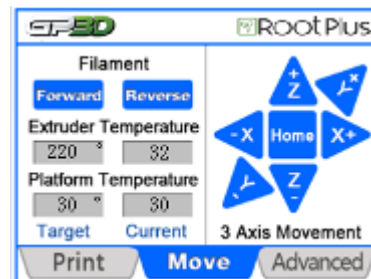 GF3D
RootPlus
Filament
Forward Reverse
Extruder Temperature
220 ° 32
Platform Temperature
30 ° 30
Target Current
+
Z
Y+
-X Home X+
Y-
Z
-
3 Axis Movement
Print Move Advanced